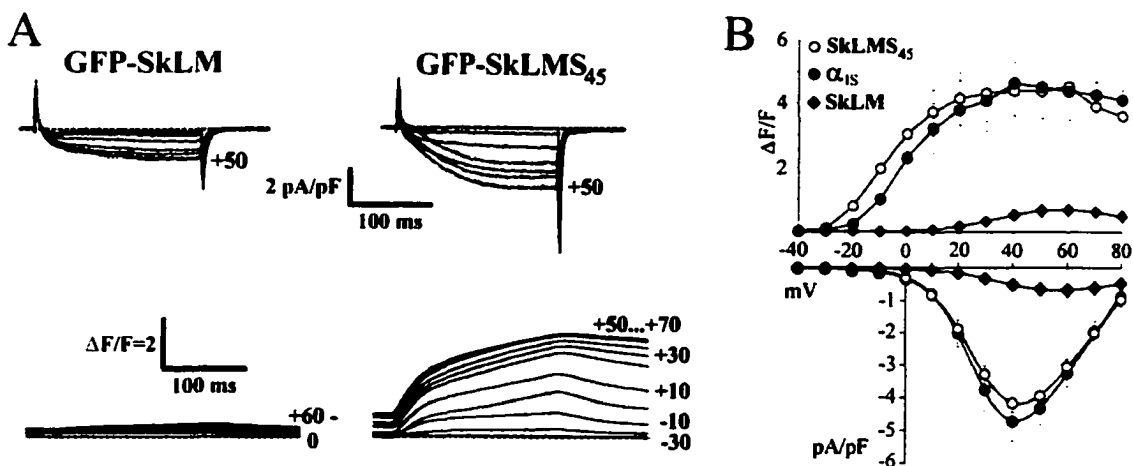 A
GFP-SkLM
GFP-SkLMS45
+50
+50
2 pA/pF
100 ms
ΔF/F=2
100 ms
+60 -
0
+50...+70
+30
+10
-10
-30
B
SkLMS45
α1S
SkLM
ΔF/F
6
4
2
-40 -20 0 20 40 60 80
mV
-1
-2
-3
-4
-5
-6
pA/pF